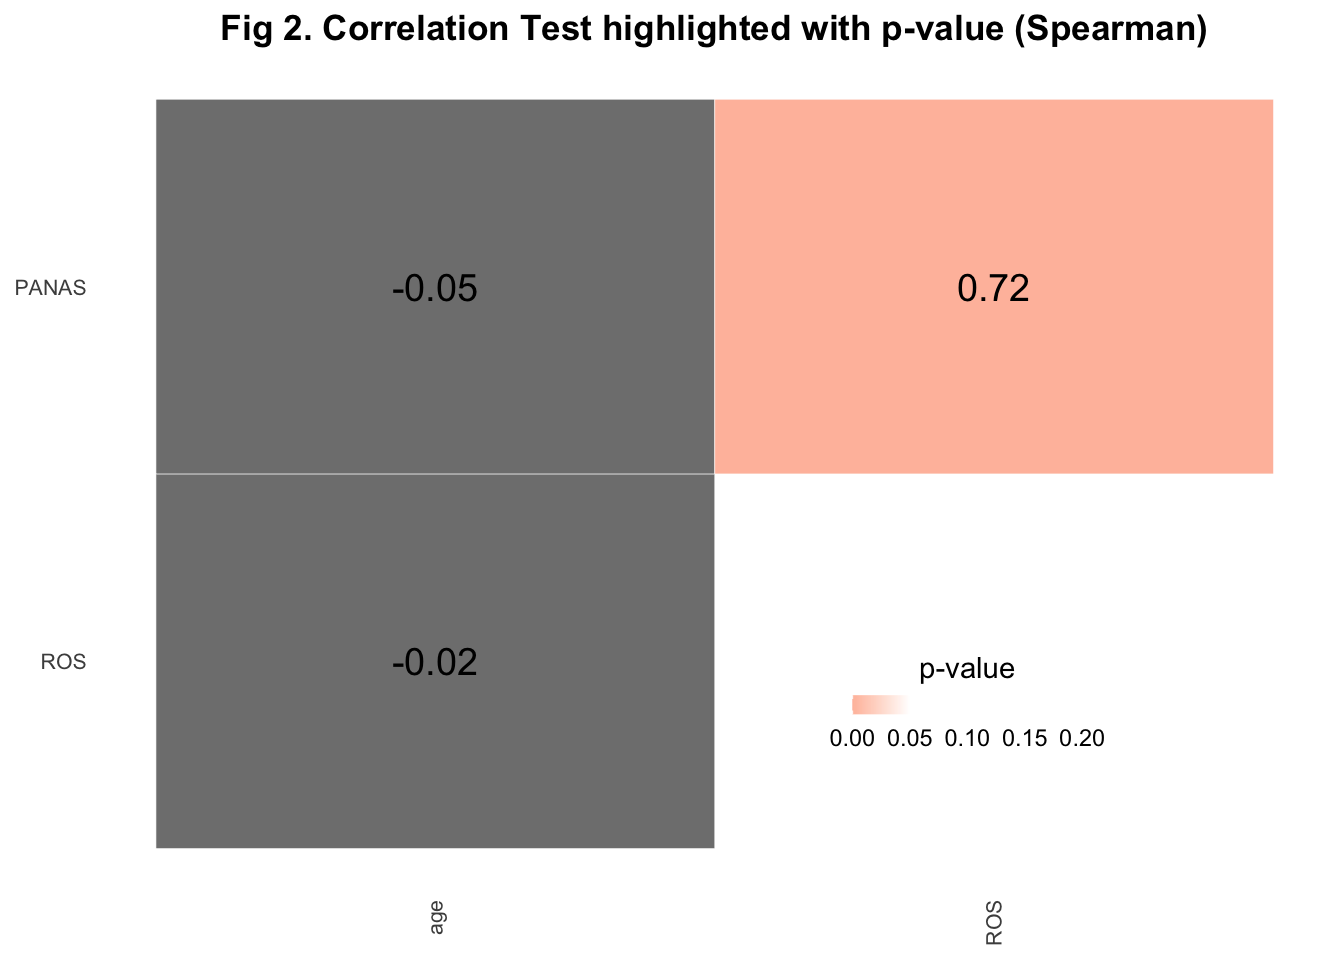 Fig 2. Correlation Test highlighted with p-value (Spearman)
PANAS
-0.05
0.72
ROS
-0.02
p-value
0.00 0.05 0.10 0.15 0.20
age
ROS